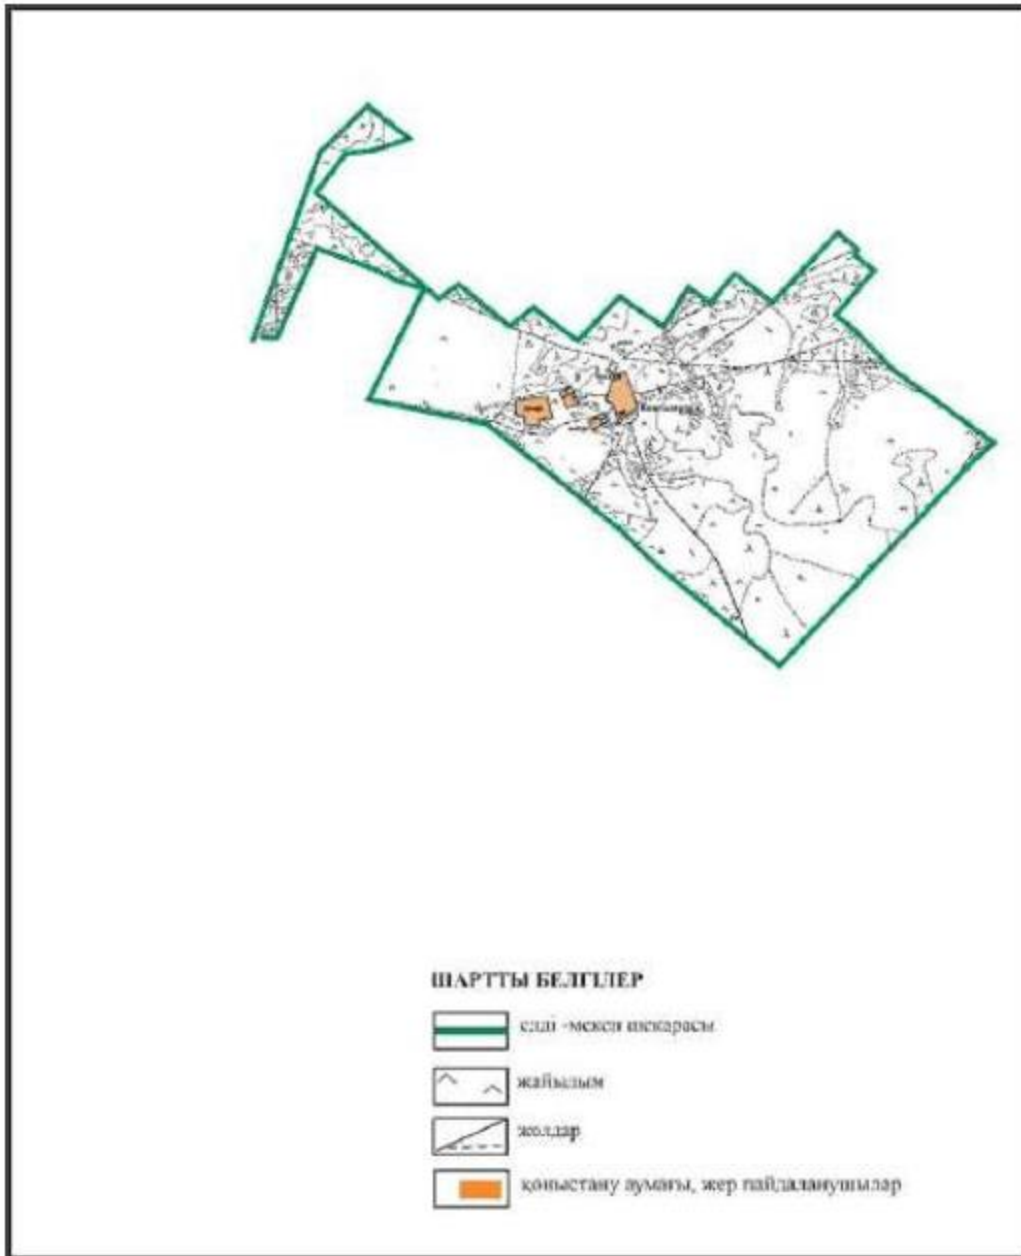 ШАРТТЫ БЕЛГІЛЕР
елді -мекен шекарасы
жайылым
жолдар
қоныстану аумағы, жер пайдаланушылар